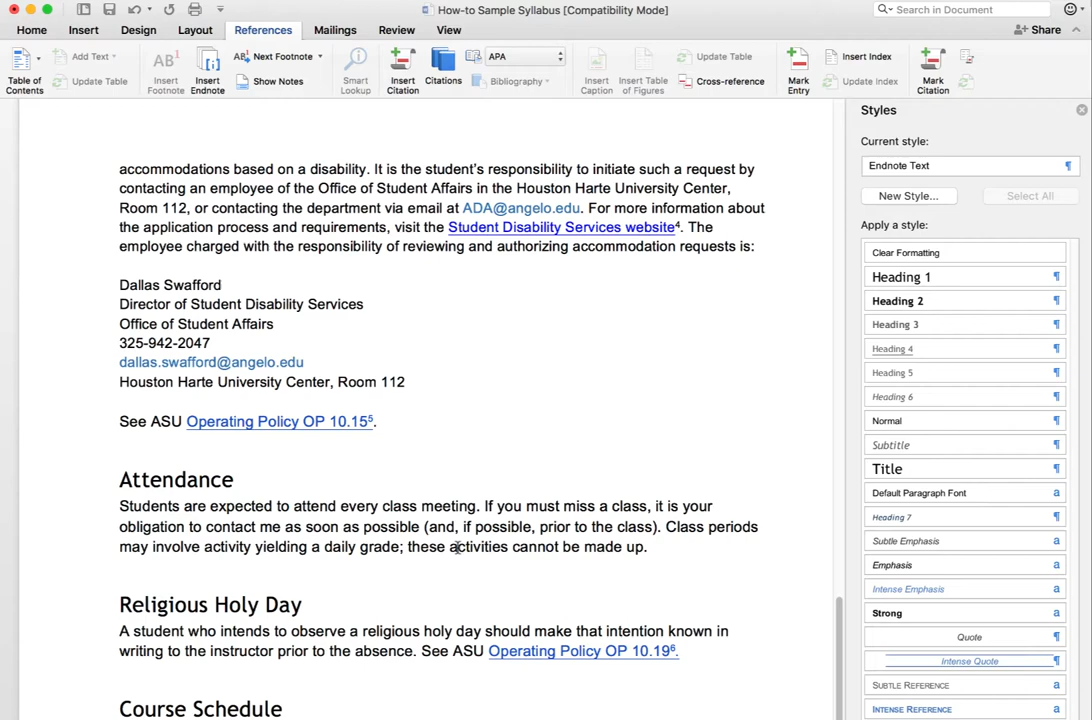 How-to Sample Syllabus [Compatibility Mode]
Search in Document
Home Insert Design Layout References Mailings Review View
Share
Table of Contents
Add Text
Update Table
AB¹ Insert Footnote
Insert Endnote
AB Next Footnote
Show Notes
Smart Lookup
Insert Citation
Citations
APA
Bibliography
Insert Caption
Insert Table of Figures
Update Table
Cross-reference
Mark Entry
Insert Index
Update Index
Mark Citation
accommodations based on a disability. It is the student's responsibility to initiate such a request by
contacting an employee of the Office of Student Affairs in the Houston Harte University Center,
Room 112, or contacting the department via email at ADA@angelo.edu. For more information about
the application process and requirements, visit the Student Disability Services website⁴. The
employee charged with the responsibility of reviewing and authorizing accommodation requests is:
Dallas Swafford
Director of Student Disability Services
Office of Student Affairs
325-942-2047
dallas.swafford@angelo.edu
Houston Harte University Center, Room 112
See ASU Operating Policy OP 10.15⁵.
Attendance
Students are expected to attend every class meeting. If you must miss a class, it is your
obligation to contact me as soon as possible (and, if possible, prior to the class). Class periods
may involve activity yielding a daily grade; these activities cannot be made up.
Religious Holy Day
A student who intends to observe a religious holy day should make that intention known in
writing to the instructor prior to the absence. See ASU Operating Policy OP 10.19⁶.
Course Schedule
Styles
Current style:
Endnote Text
New Style...
Select All
Apply a style:
Clear Formatting
Heading 1
Heading 2
Heading 3
Heading 4
Heading 5
Heading 6
Normal
Subtitle
Title
Default Paragraph Font a
Heading 7
Subtle Emphasis a
Emphasis a
Intense Emphasis a
Strong a
Quote
Intense Quote
Subtle Reference a
Intense Reference a